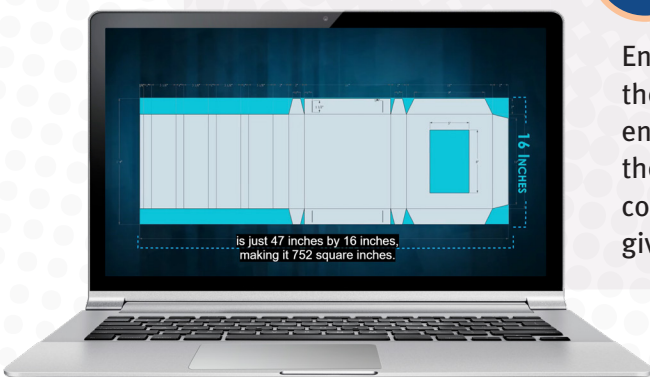 16 INCHES
is just 47 inches by 16 inches,
making it 752 square inches.
En
the
en
the
co
giv